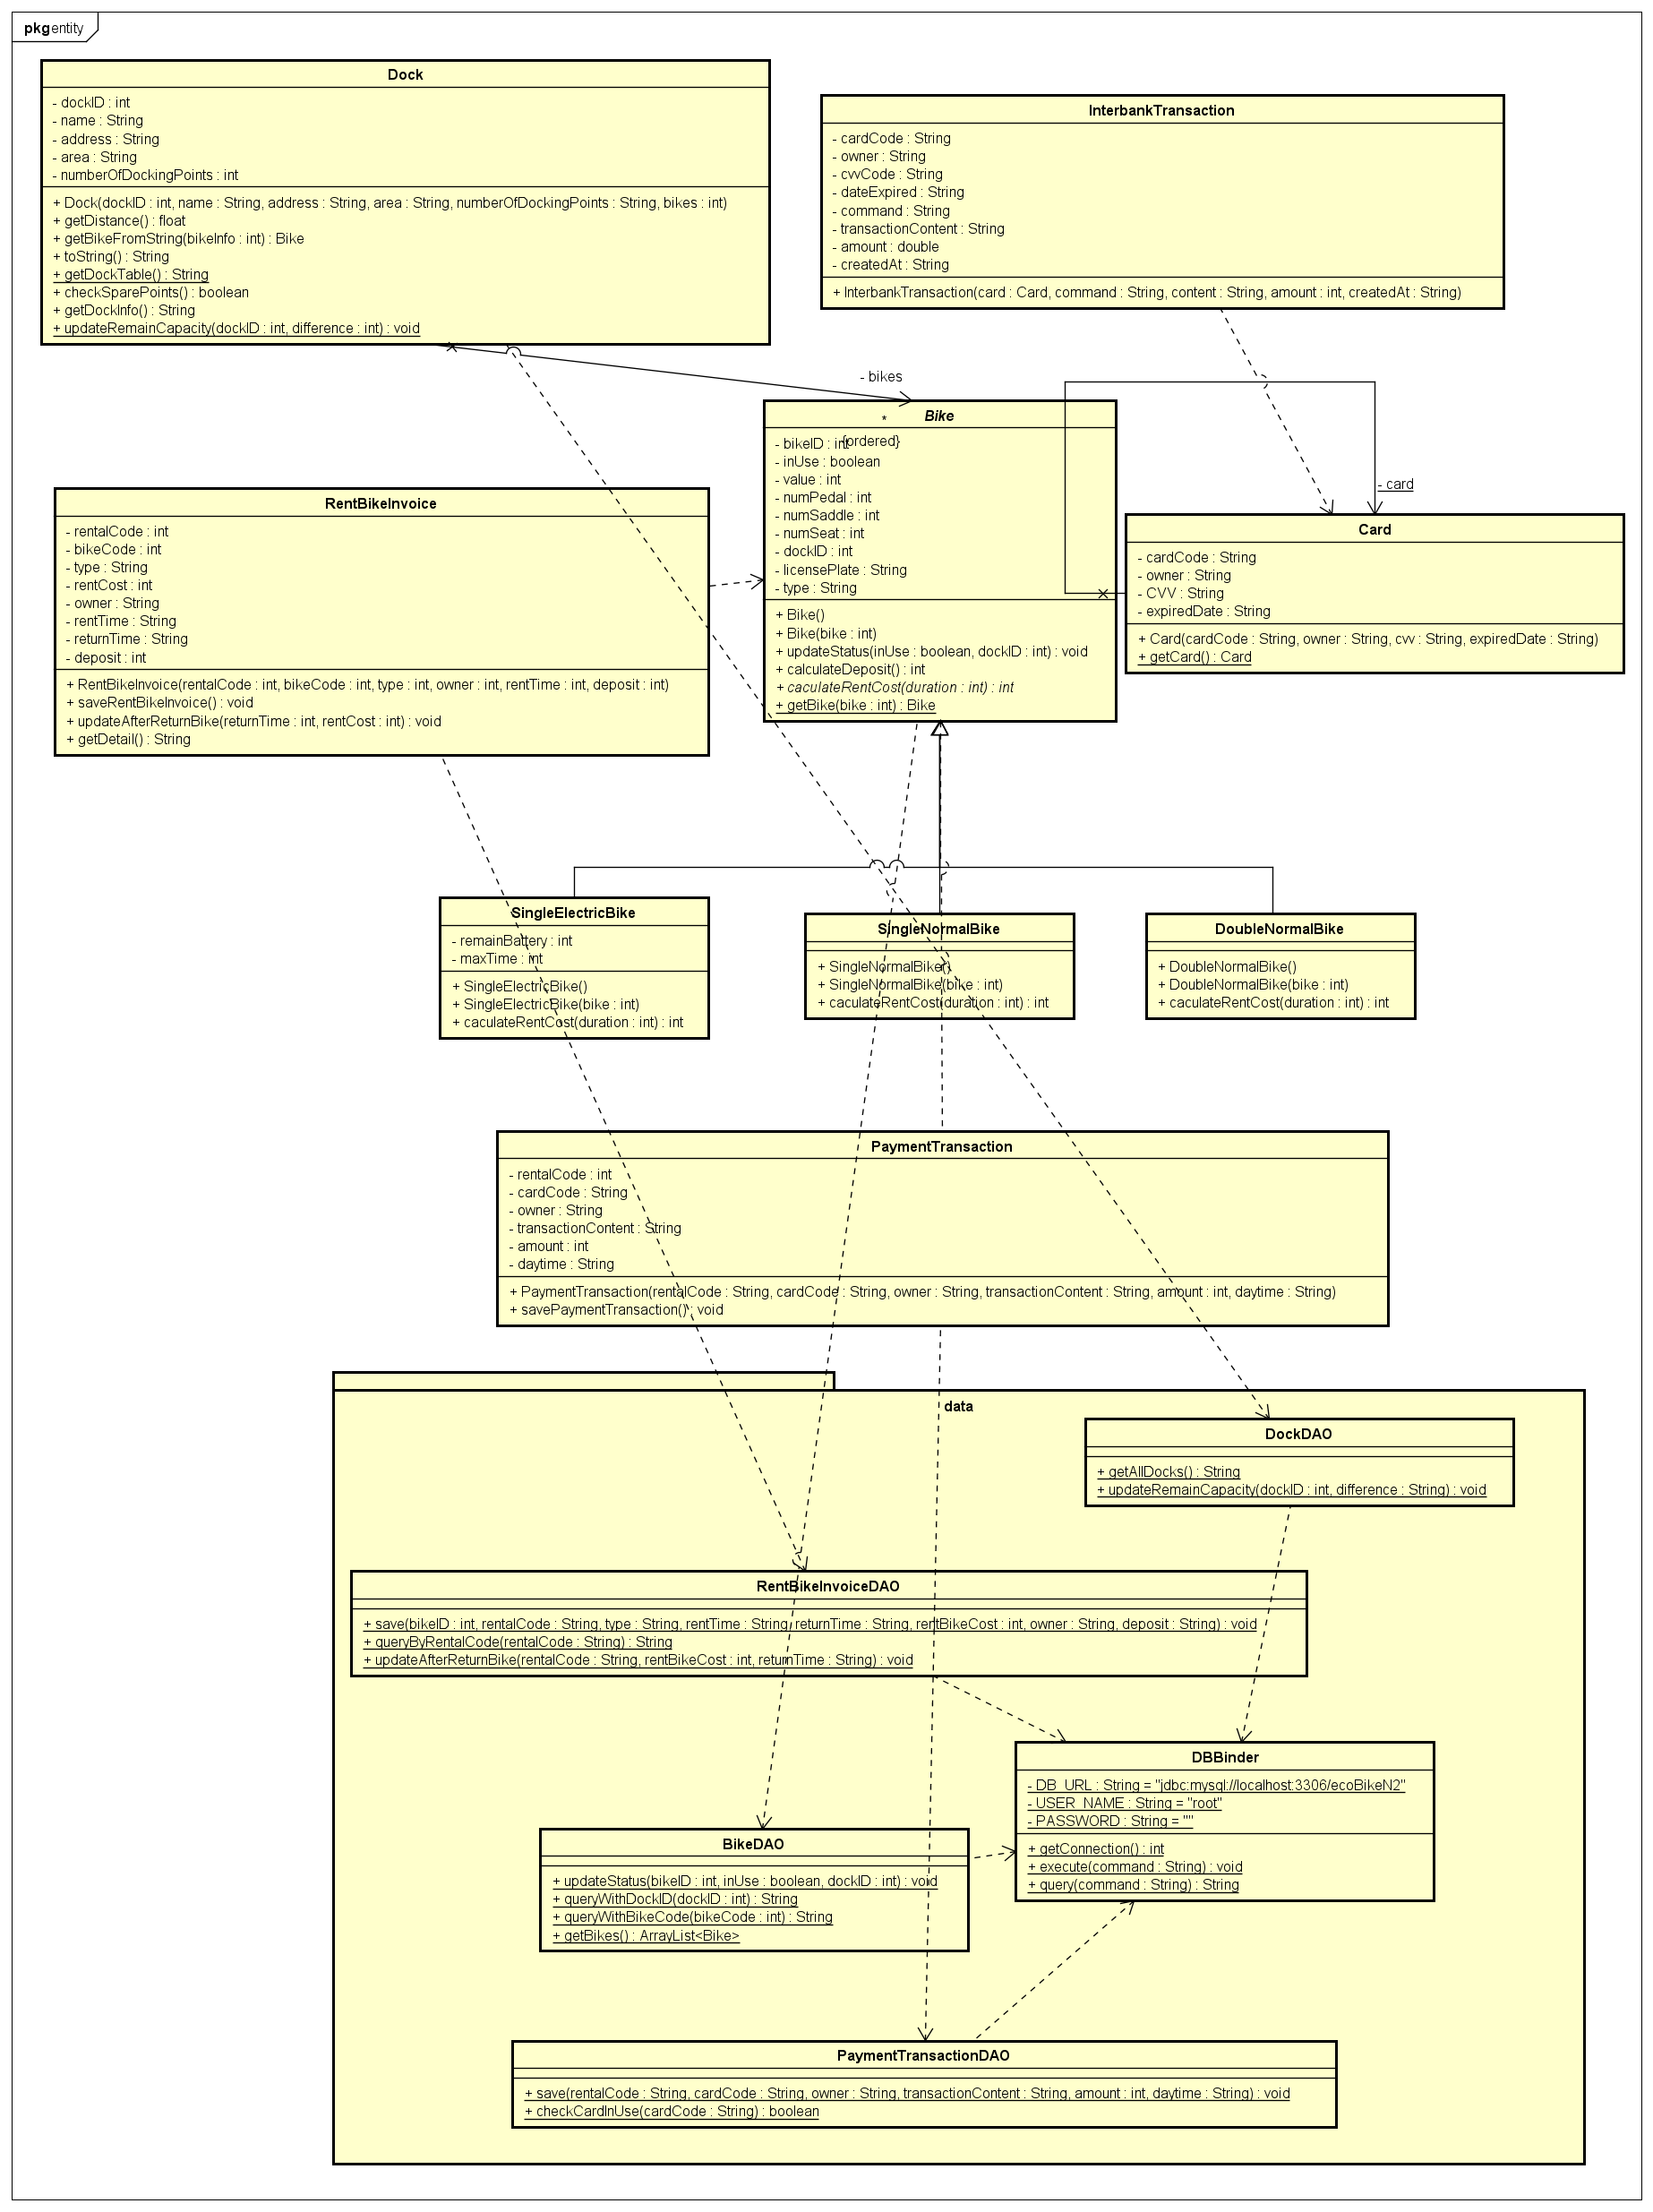 pkg entity
Dock
- dockID : int
- name : String
- address : String
- area : String
- numberOfDockingPoints : int
+ Dock(dockID : int, name : String, address : String, area : String, numberOfDockingPoints : String, bikes : int)
+ getDistance() : float
+ getBikeFromString(bikeInfo : int) : Bike
+ toString() : String
+ getDockTable() : String
+ checkSparePoints() : boolean
+ getDockInfo() : String
+ updateRemainCapacity(dockID : int, difference : int) : void
InterbankTransaction
- cardCode : String
- owner : String
- cvvCode : String
- dateExpired : String
- command : String
- transactionContent : String
- amount : double
- createdAt : String
+ InterbankTransaction(card : Card, command : String, content : String, amount : int, createdAt : String)
- bikes
*
{ordered}
Bike
- bikeID : int
- inUse : boolean
- value : int
- numPedal : int
- numSaddle : int
- numSeat : int
- dockID : int
- licensePlate : String
- type : String
+ Bike()
+ Bike(bike : int)
+ updateStatus(inUse : boolean, dockID : int) : void
+ calculateDeposit() : int
+ caculateRentCost(duration : int) : int
+ getBike(bike : int) : Bike
- card
Card
- cardCode : String
- owner : String
- CVV : String
- expiredDate : String
+ Card(cardCode : String, owner : String, cvv : String, expiredDate : String)
+ getCard() : Card
RentBikeInvoice
- rentalCode : int
- bikeCode : int
- type : String
- rentCost : int
- owner : String
- rentTime : String
- returnTime : String
- deposit : int
+ RentBikeInvoice(rentalCode : int, bikeCode : int, type : int, owner : int, rentTime : int, deposit : int)
+ saveRentBikeInvoice() : void
+ updateAfterReturnBike(returnTime : int, rentCost : int) : void
+ getDetail() : String
SingleElectricBike
- remainBattery : int
- maxTime : int
+ SingleElectricBike()
+ SingleElectricBike(bike : int)
+ caculateRentCost(duration : int) : int
SingleNormalBike
+ SingleNormalBike()
+ SingleNormalBike(bike : int)
+ caculateRentCost(duration : int) : int
DoubleNormalBike
+ DoubleNormalBike()
+ DoubleNormalBike(bike : int)
+ caculateRentCost(duration : int) : int
PaymentTransaction
- rentalCode : int
- cardCode : String
- owner : String
- transactionContent : String
- amount : int
- daytime : String
+ PaymentTransaction(rentalCode : String, cardCode : String, owner : String, transactionContent : String, amount : int, daytime : String)
+ savePaymentTransaction() : void
data
DockDAO
+ getAllDocks() : String
+ updateRemainCapacity(dockID : int, difference : String) : void
RentBikeInvoiceDAO
+ save(bikeID : int, rentalCode : String, type : String, rentTime : String, returnTime : String, rentBikeCost : int, owner : String, deposit : String) : void
+ queryByRentalCode(rentalCode : String) : String
+ updateAfterReturnBike(rentalCode : String, rentBikeCost : int, returnTime : String) : void
DBBinder
- DB_URL : String = "jdbc:mysql://localhost:3306/ecoBikeN2"
- USER_NAME : String = "root"
- PASSWORD : String = ""
+ getConnection() : int
+ execute(command : String) : void
+ query(command : String) : String
BikeDAO
+ updateStatus(bikeID : int, inUse : boolean, dockID : int) : void
+ queryWithDockID(dockID : int) : String
+ queryWithBikeCode(bikeCode : int) : String
+ getBikes() : ArrayList<Bike>
PaymentTransactionDAO
+ save(rentalCode : String, cardCode : String, owner : String, transactionContent : String, amount : int, daytime : String) : void
+ checkCardInUse(cardCode : String) : boolean